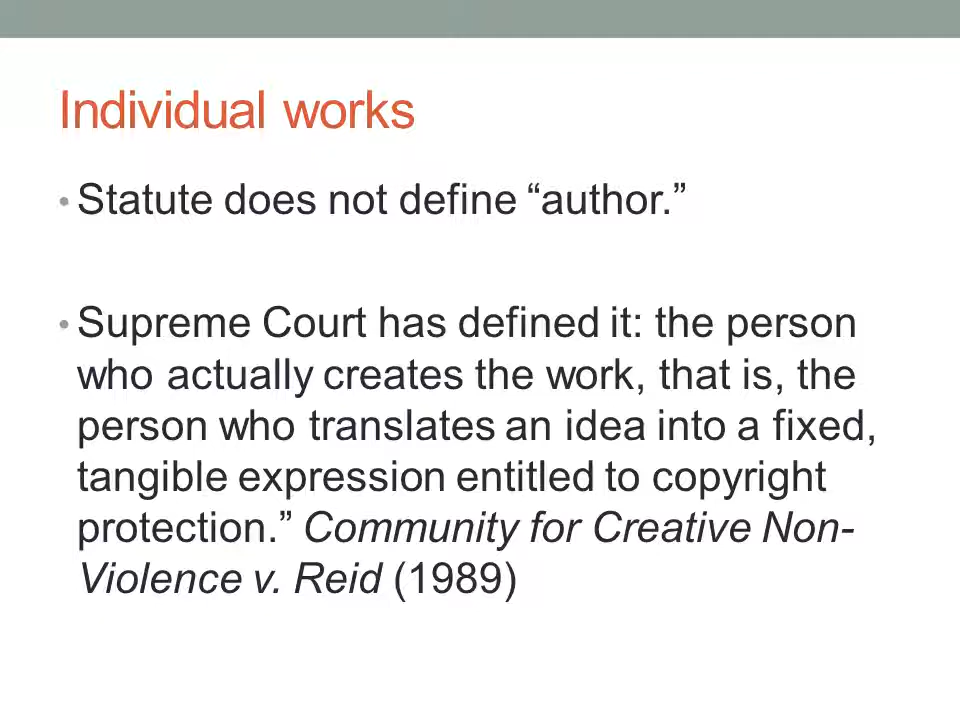 Individual works
• Statute does not define “author.”
• Supreme Court has defined it: the person
who actually creates the work, that is, the
person who translates an idea into a fixed,
tangible expression entitled to copyright
protection.” Community for Creative Non-
Violence v. Reid (1989)